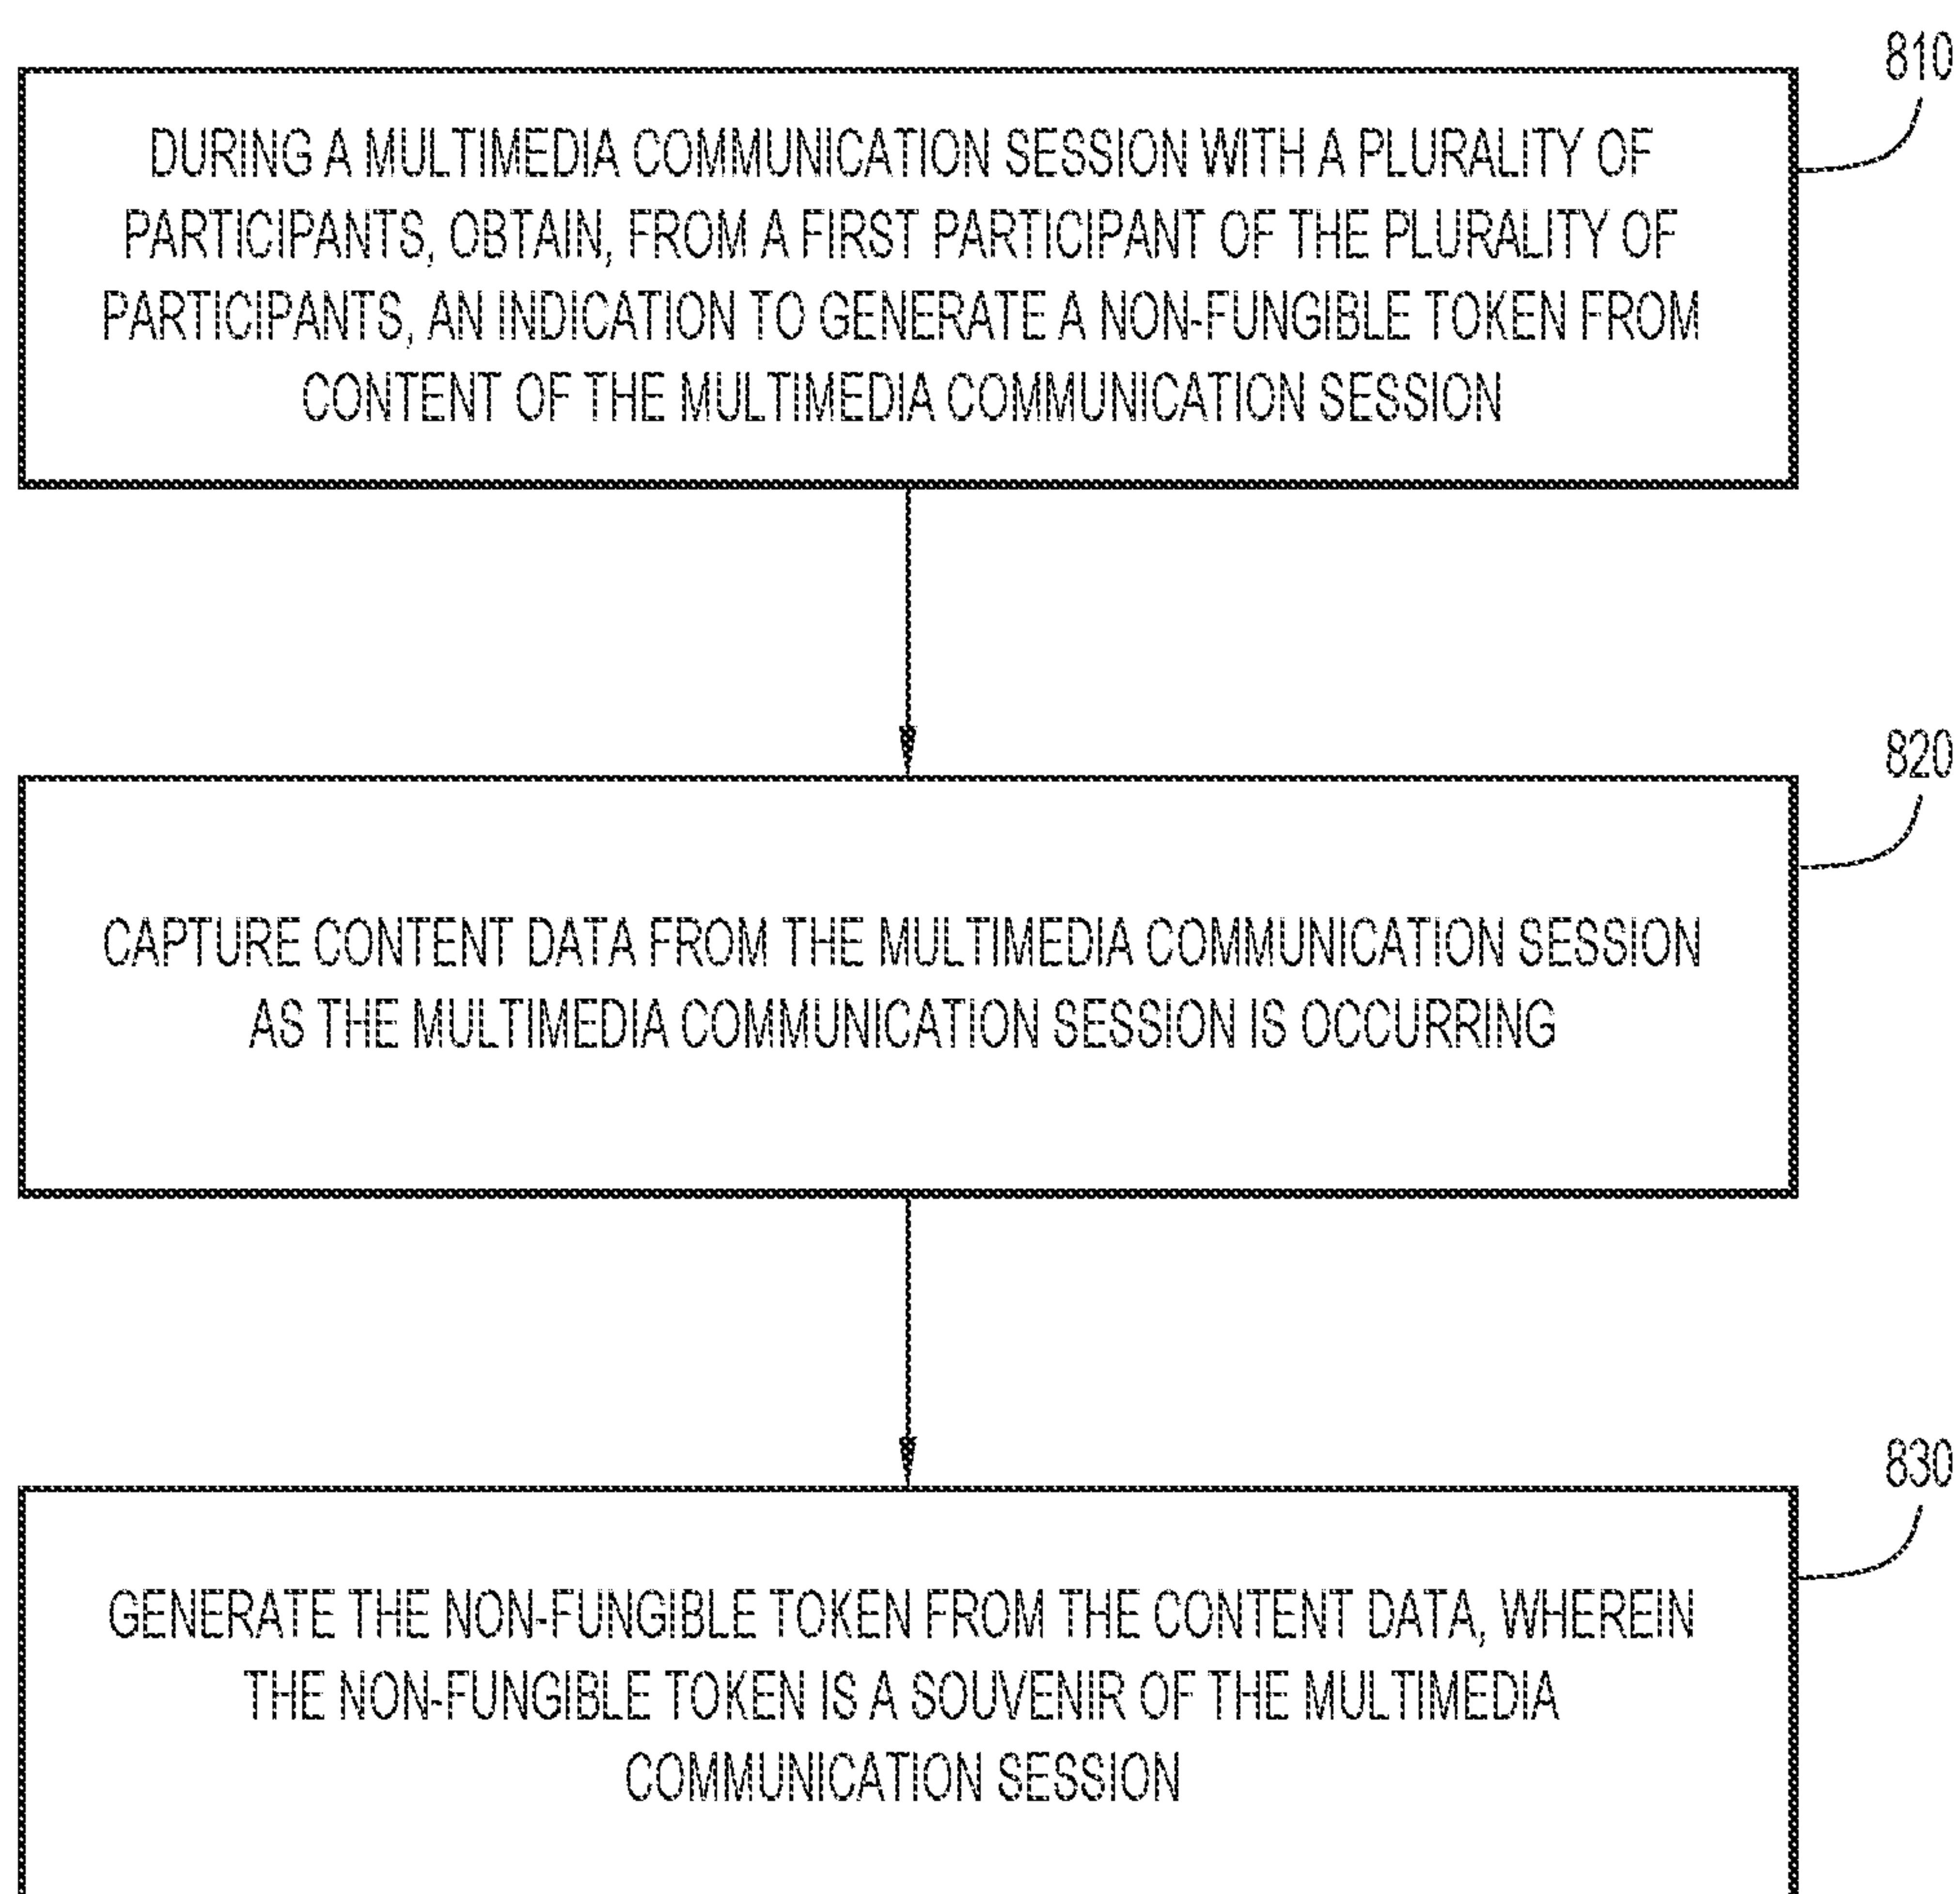 810
DURING A MULTIMEDIA COMMUNICATION SESSION WITH A PLURALITY OF
PARTICIPANTS, OBTAIN, FROM A FIRST PARTICIPANT OF THE PLURALITY OF
PARTICIPANTS, AN INDICATION TO GENERATE A NON-FUNGIBLE TOKEN FROM
CONTENT OF THE MULTIMEDIA COMMUNICATION SESSION
820
CAPTURE CONTENT DATA FROM THE MULTIMEDIA COMMUNICATION SESSION
AS THE MULTIMEDIA COMMUNICATION SESSION IS OCCURRING
830
GENERATE THE NON-FUNGIBLE TOKEN FROM THE CONTENT DATA, WHEREIN
THE NON-FUNGIBLE TOKEN IS A SOUVENIR OF THE MULTIMEDIA
COMMUNICATION SESSION